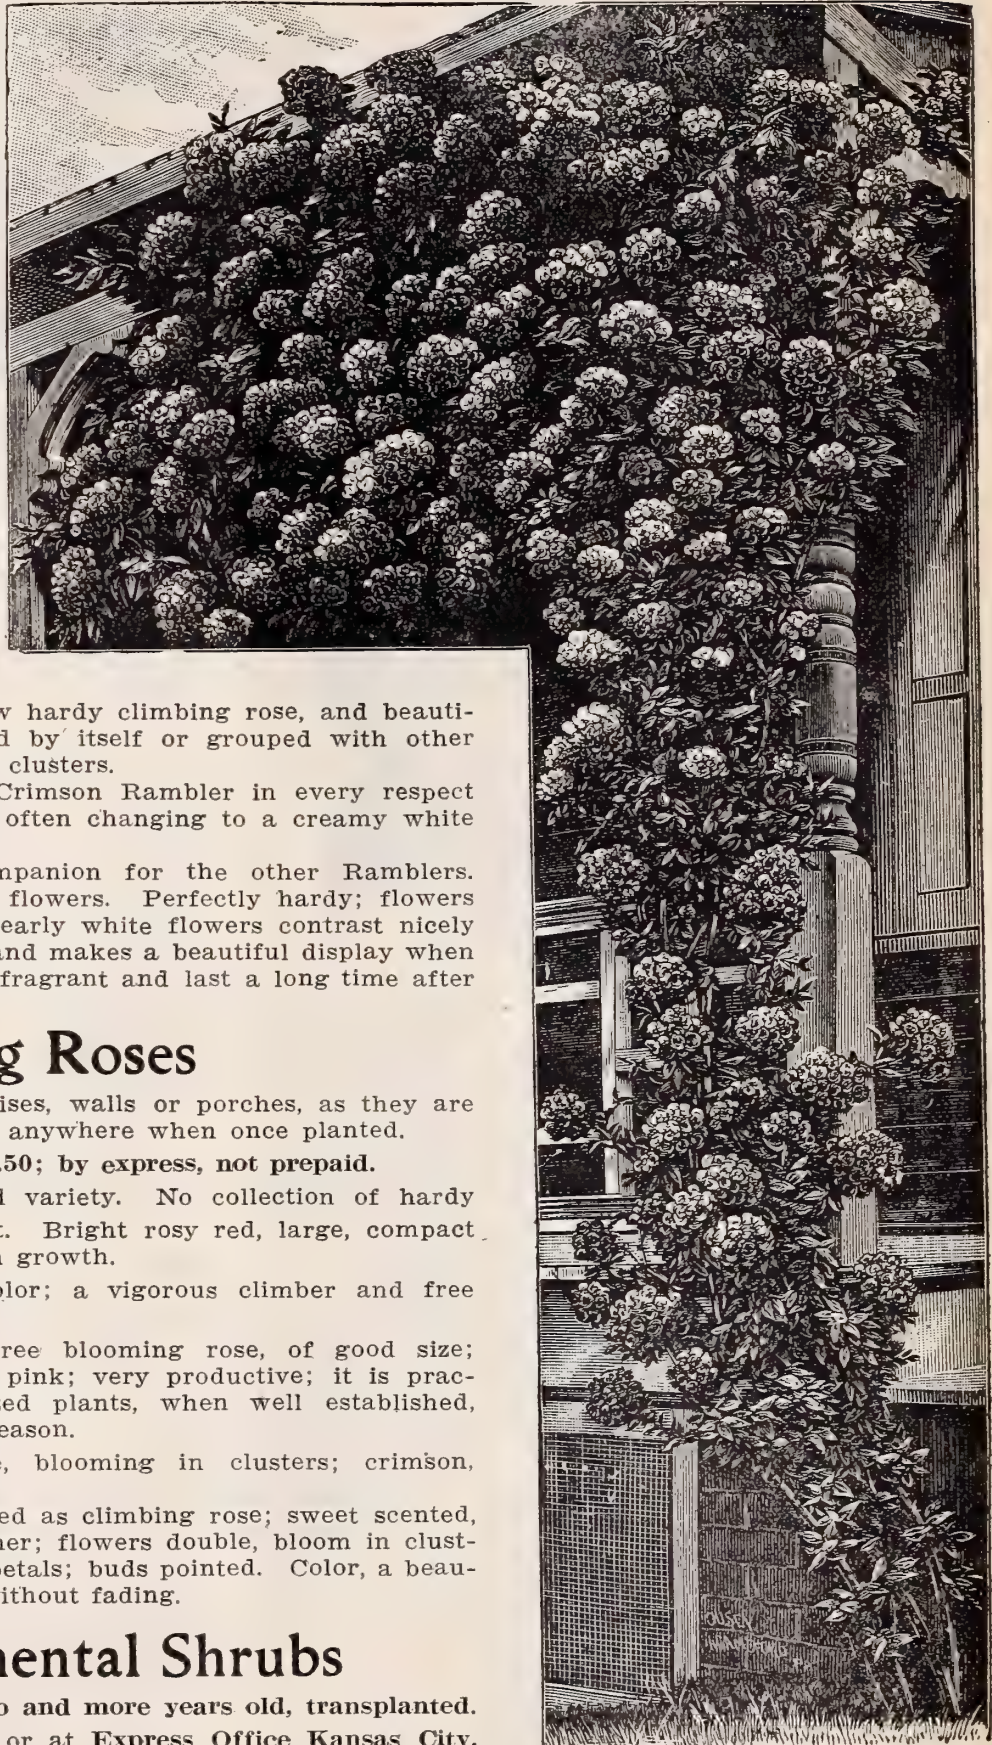 hardy climbing rose, and beauti-
by itself or grouped with other
clusters.
Crimson Rambler in every respect
often changing to a creamy white
mpanion for the other Ramblers.
flowers. Perfectly hardy; flowers
early white flowers contrast nicely
and makes a beautiful display when
fragrant and last a long time after
g Roses
ises, walls or porches, as they are
anywhere when once planted.
.50; by express, not prepaid.
variety. No collection of hardy
t. Bright rosy red, large, compact
growth.
olor; a vigorous climber and free
ree blooming rose, of good size;
pink; very productive; it is prac-
ed plants, when well established,
eason.
blooming in clusters; crimson,
ed as climbing rose; sweet scented,
er; flowers double, bloom in clust-
petals; buds pointed. Color, a beau-
ithout fading.
mental Shrubs
o and more years old, transplanted.
or at Express Office Kansas City.